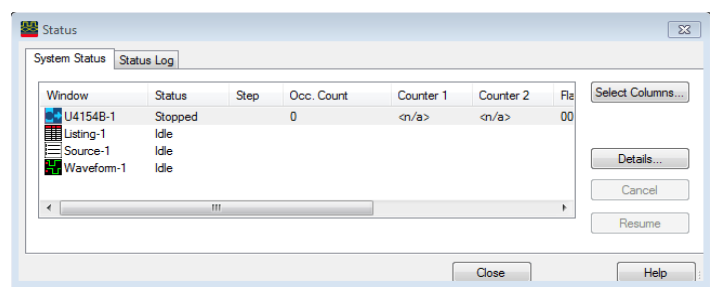 Status
System Status Status Log
Window Status Step Occ. Count Counter 1 Counter 2 Fla
Select Columns...
U4154B-1 Stopped 0 <n/a> <n/a> 00
Listing-1 Idle
Source-1 Idle
Waveform-1 Idle
Details...
Cancel
Resume
Close Help